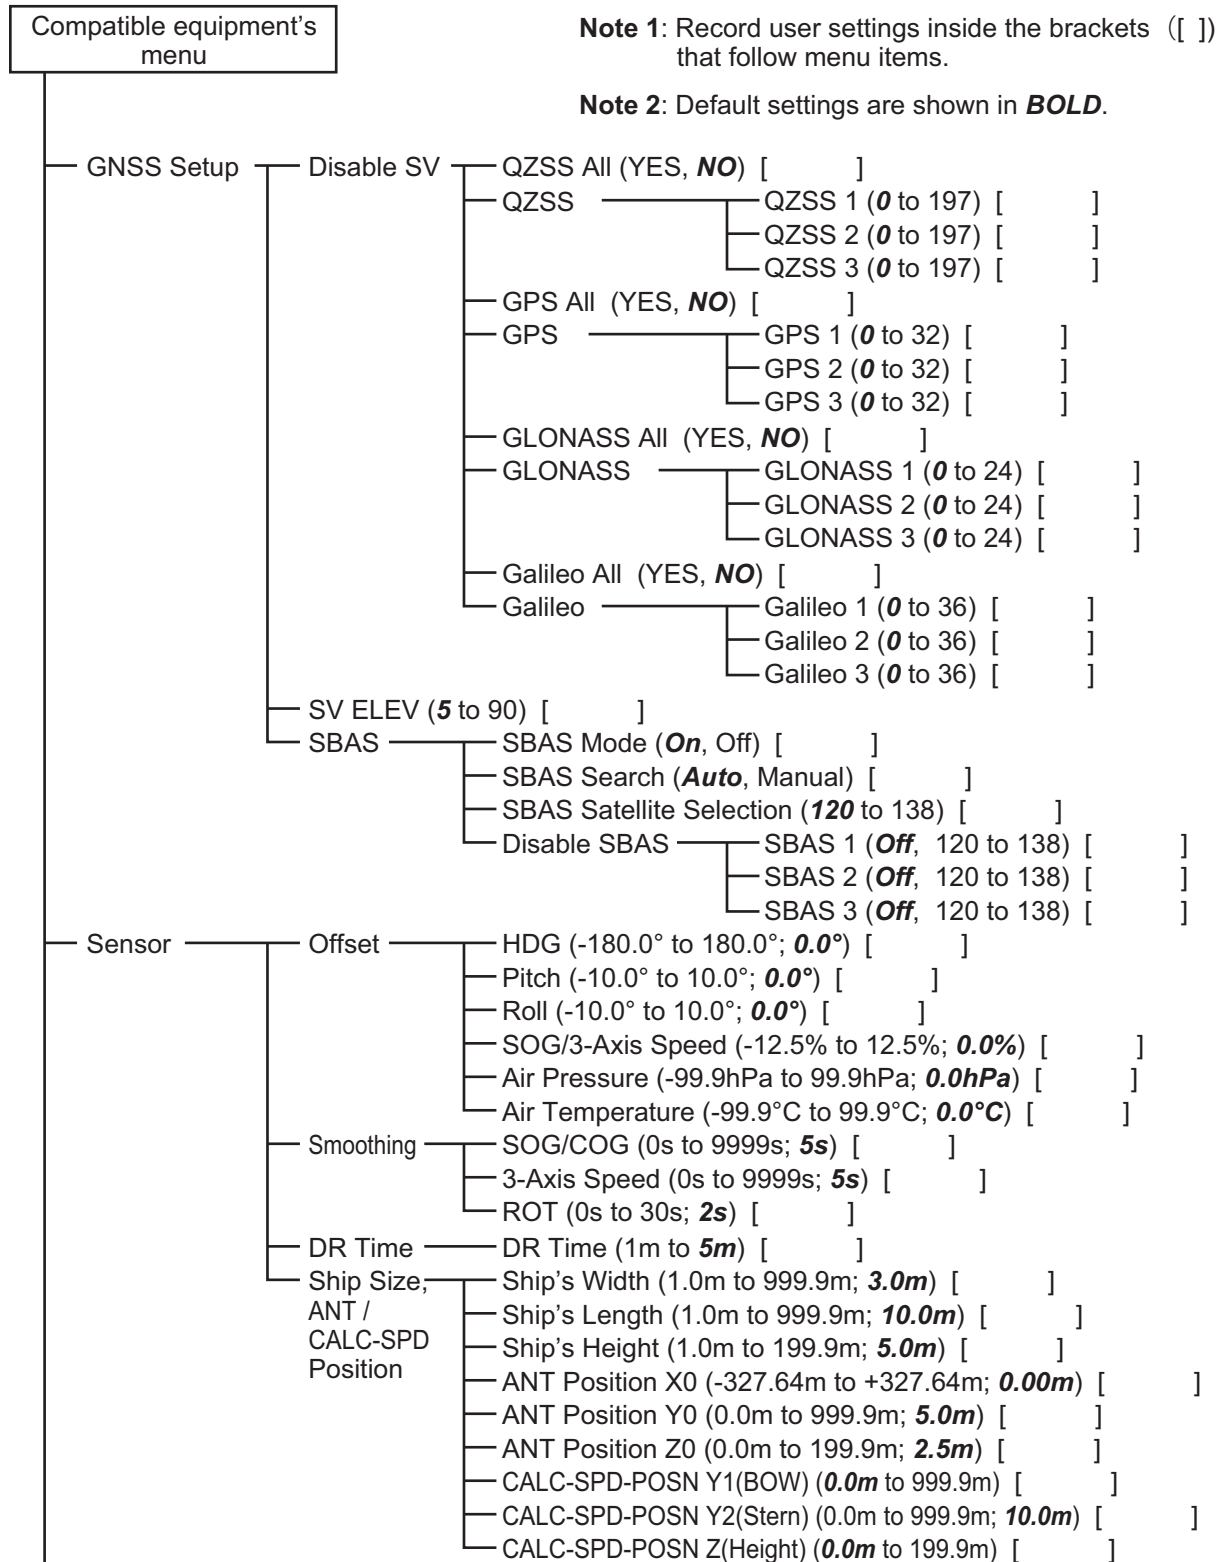 Compatible equipment's
menu
Note 1: Record user settings inside the brackets ([ ])
that follow menu items.
Note 2: Default settings are shown in BOLD.
GNSS Setup
Disable SV
QZSS All (YES, NO) [ ]
QZSS
QZSS 1 (0 to 197) [ ]
QZSS 2 (0 to 197) [ ]
QZSS 3 (0 to 197) [ ]
GPS All (YES, NO) [ ]
GPS
GPS 1 (0 to 32) [ ]
GPS 2 (0 to 32) [ ]
GPS 3 (0 to 32) [ ]
GLONASS All (YES, NO) [ ]
GLONASS
GLONASS 1 (0 to 24) [ ]
GLONASS 2 (0 to 24) [ ]
GLONASS 3 (0 to 24) [ ]
Galileo All (YES, NO) [ ]
Galileo
Galileo 1 (0 to 36) [ ]
Galileo 2 (0 to 36) [ ]
Galileo 3 (0 to 36) [ ]
SV ELEV (5 to 90) [ ]
SBAS
SBAS Mode (On, Off) [ ]
SBAS Search (Auto, Manual) [ ]
SBAS Satellite Selection (120 to 138) [ ]
Disable SBAS
SBAS 1 (Off, 120 to 138) [ ]
SBAS 2 (Off, 120 to 138) [ ]
SBAS 3 (Off, 120 to 138) [ ]
Sensor
Offset
HDG (-180.0° to 180.0°; 0.0°) [ ]
Pitch (-10.0° to 10.0°; 0.0°) [ ]
Roll (-10.0° to 10.0°; 0.0°) [ ]
SOG/3-Axis Speed (-12.5% to 12.5%; 0.0%) [ ]
Air Pressure (-99.9hPa to 99.9hPa; 0.0hPa) [ ]
Air Temperature (-99.9°C to 99.9°C; 0.0°C) [ ]
Smoothing
SOG/COG (0s to 9999s; 5s) [ ]
3-Axis Speed (0s to 9999s; 5s) [ ]
ROT (0s to 30s; 2s) [ ]
DR Time
DR Time (1m to 5m) [ ]
Ship Size,
ANT /
CALC-SPD
Position
Ship's Width (1.0m to 999.9m; 3.0m) [ ]
Ship's Length (1.0m to 999.9m; 10.0m) [ ]
Ship's Height (1.0m to 199.9m; 5.0m) [ ]
ANT Position X0 (-327.64m to +327.64m; 0.00m) [ ]
ANT Position Y0 (0.0m to 999.9m; 5.0m) [ ]
ANT Position Z0 (0.0m to 199.9m; 2.5m) [ ]
CALC-SPD-POSN Y1(BOW) (0.0m to 999.9m) [ ]
CALC-SPD-POSN Y2(Stern) (0.0m to 999.9m; 10.0m) [ ]
CALC-SPD-POSN Z(Height) (0.0m to 199.9m) [ ]